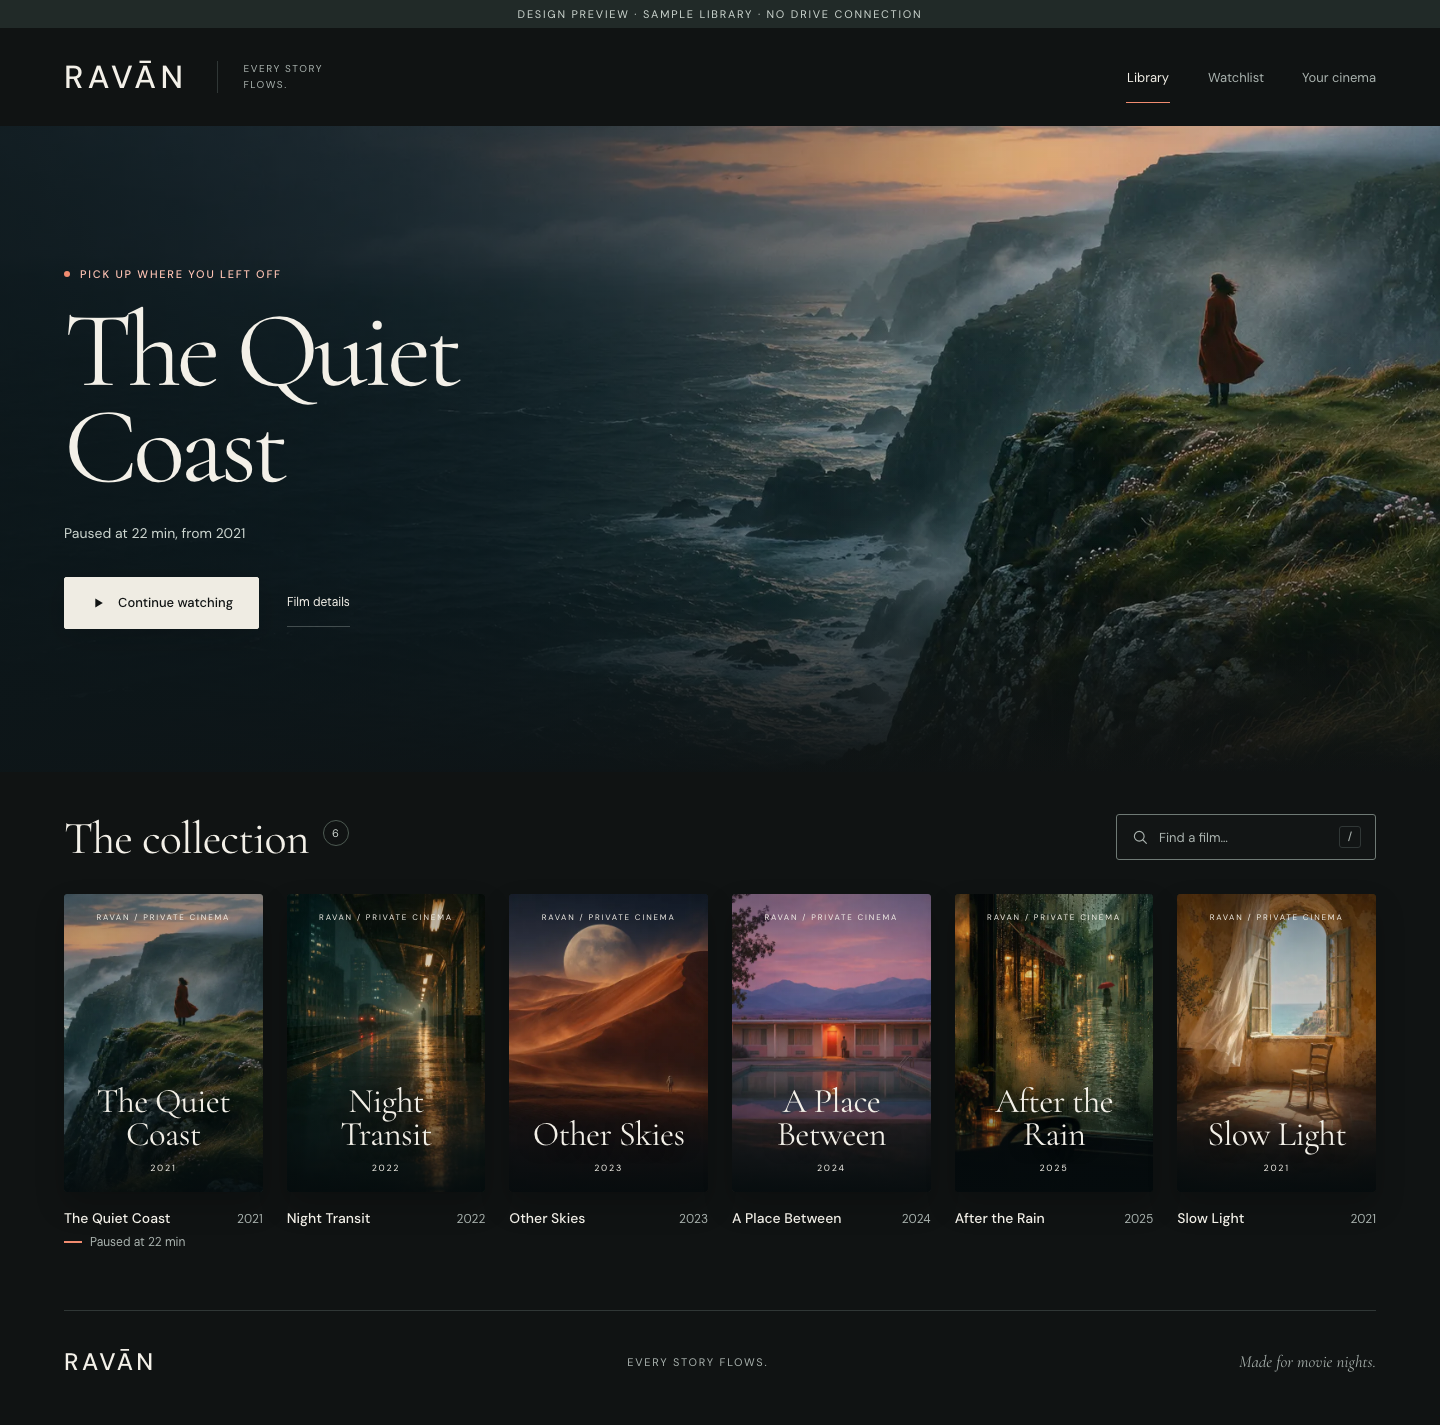 DESIGN PREVIEW · SAMPLE LIBRARY · NO DRIVE CONNECTION
RAVĀN
EVERY STORY
FLOWS.
Library
Watchlist
Your cinema
PICK UP WHERE YOU LEFT OFF
The Quiet
Coast
Paused at 22 min, from 2021
Continue watching
Film details
The collection
6
Find a film…
/
RAVAN / PRIVATE CINEMA
The Quiet
Coast
2021
RAVAN / PRIVATE CINEMA
Night
Transit
2022
RAVAN / PRIVATE CINEMA
Other Skies
2023
RAVAN / PRIVATE CINEMA
A Place
Between
2024
RAVAN / PRIVATE CINEMA
After the
Rain
2025
RAVAN / PRIVATE CINEMA
Slow Light
2021
The Quiet Coast 2021
Paused at 22 min
Night Transit 2022
Other Skies 2023
A Place Between 2024
After the Rain 2025
Slow Light 2021
RAVĀN
EVERY STORY FLOWS.
Made for movie nights.